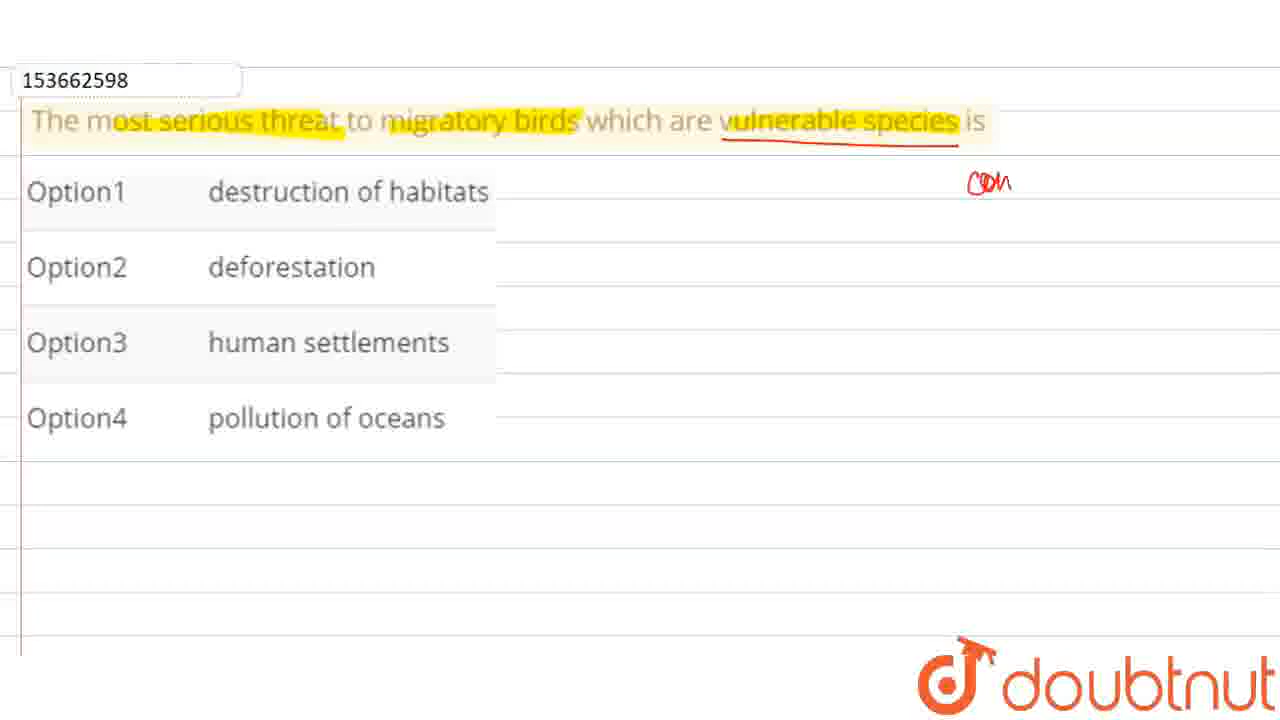 153662598
The most serious threat to migratory birds which are vulnerable species is
con
Option1 destruction of habitats
Option2 deforestation
Option3 human settlements
Option4 pollution of oceans
doubtnut